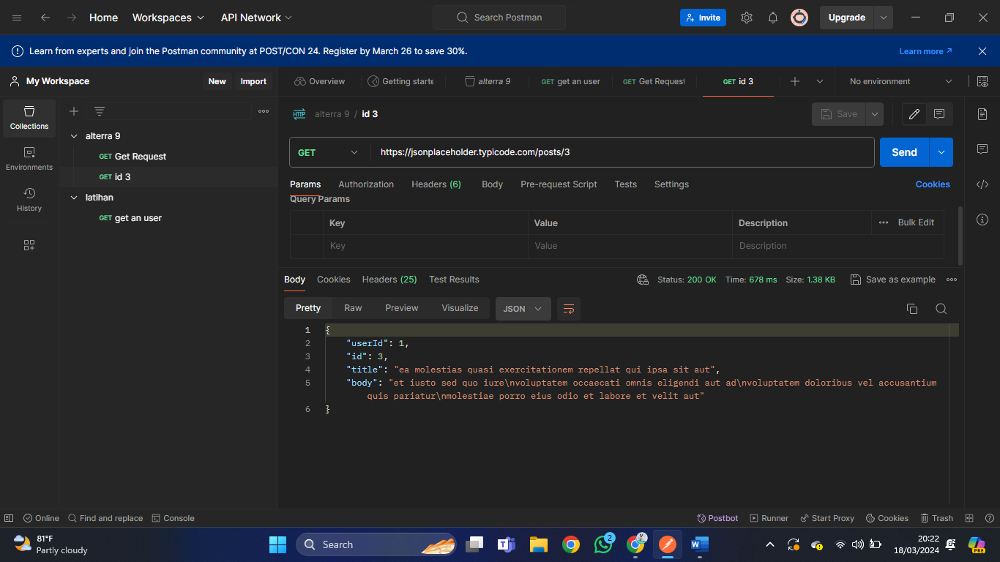 Home Workspaces API Network Search Postman Invite Upgrade
Learn from experts and join the Postman community at POST/CON 24. Register by March 26 to save 30%. Learn more
My Workspace New Import Overview Getting starte alterra 9 GET get an user GET Get Request GET id 3 No environment
Collections
Environments
History
alterra 9
GET Get Request
GET id 3
latihan
GET get an user
HTTP alterra 9 / id 3 Save
GET https://jsonplaceholder.typicode.com/posts/3 Send
Params Authorization Headers (6) Body Pre-request Script Tests Settings Cookies
Query Params
Key Value Description Bulk Edit
Key Value Description
Body Cookies Headers (25) Test Results Status: 200 OK Time: 678 ms Size: 1.38 KB Save as example
Pretty Raw Preview Visualize JSON
1 {
2 "userId": 1,
3 "id": 3,
4 "title": "ea molestias quasi exercitationem repellat qui ipsa sit aut",
5 "body": "et iusto sed quo iure\nvoluptatem occaecati omnis eligendi aut ad\nvoluptatem doloribus vel accusantium
quis pariatur\nmolestiae porro eius odio et labore et velit aut"
6 }
Online Find and replace Console Postbot Runner Start Proxy Cookies Trash
81°F
Partly cloudy
Search
2
20:22
18/03/2024
PRE